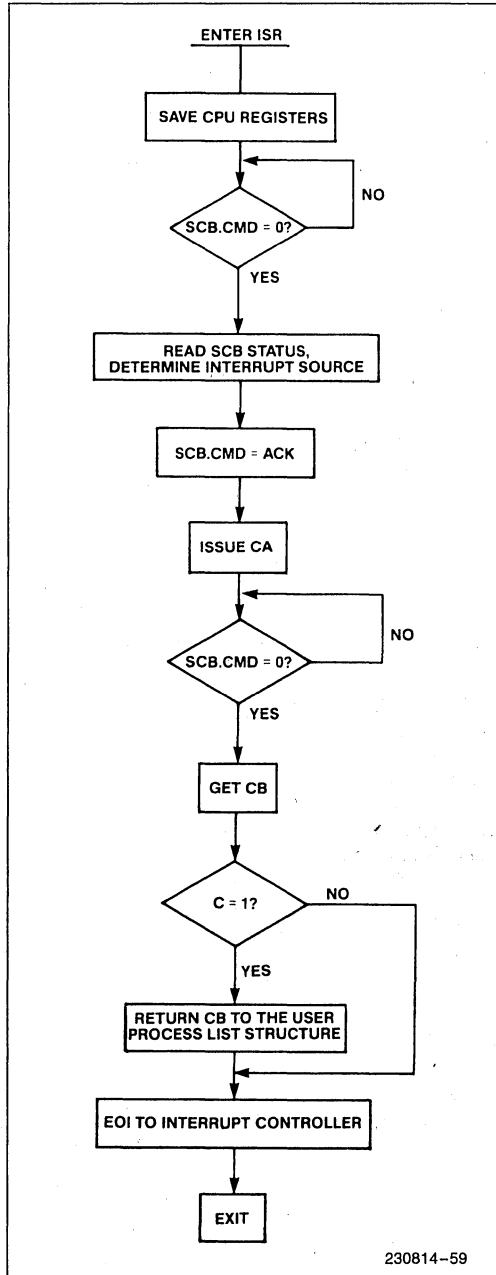 ENTER ISR
SAVE CPU REGISTERS
NO
SCB.CMD = 0?
YES
READ SCB STATUS,
DETERMINE INTERRUPT SOURCE
SCB.CMD = ACK
ISSUE CA
NO
SCB.CMD = 0?
YES
GET CB
C = 1?
NO
YES
RETURN CB TO THE USER
PROCESS LIST STRUCTURE
EOI TO INTERRUPT CONTROLLER
EXIT
230814–59